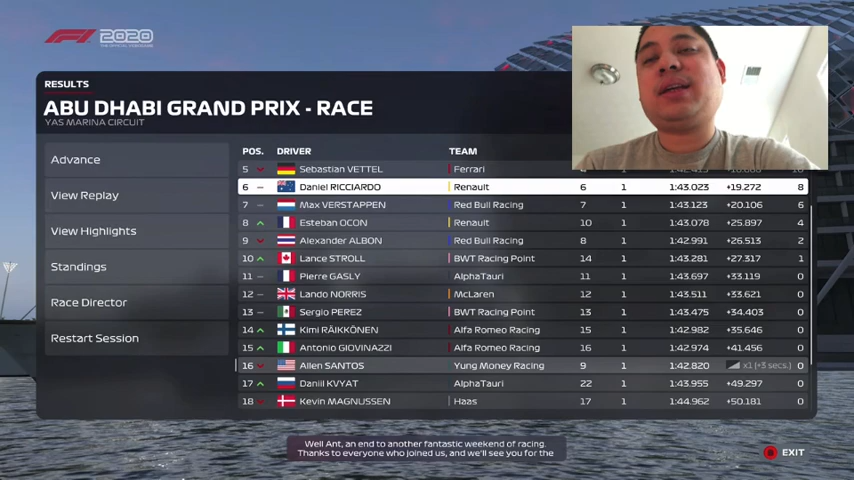 F1 2020
THE OFFICIAL VIDEOGAME
RESULTS
ABU DHABI GRAND PRIX - RACE
YAS MARINA CIRCUIT
Advance
View Replay
View Highlights
Standings
Race Director
Restart Session
POS. DRIVER TEAM
5 Sebastian VETTEL Ferrari
6 Daniel RICCIARDO Renault 6 1 1:43.023 +19.272 8
7 Max VERSTAPPEN Red Bull Racing 7 1 1:43.123 +20.106 6
8 Esteban OCON Renault 10 1 1:43.078 +25.897 4
9 Alexander ALBON Red Bull Racing 8 1 1:42.991 +26.513 2
10 Lance STROLL BWT Racing Point 14 1 1:43.281 +27.317 1
11 Pierre GASLY AlphaTauri 11 1 1:43.697 +33.119 0
12 Lando NORRIS McLaren 12 1 1:43.511 +33.621 0
13 Sergio PEREZ BWT Racing Point 13 1 1:43.475 +34.403 0
14 Kimi RÄIKKÖNEN Alfa Romeo Racing 15 1 1:42.982 +35.646 0
15 Antonio GIOVINAZZI Alfa Romeo Racing 16 1 1:42.974 +41.456 0
16 Allen SANTOS Yung Money Racing 9 1 1:42.820 x1 (+3 secs.) 0
17 Daniil KVYAT AlphaTauri 22 1 1:43.955 +49.297 0
18 Kevin MAGNUSSEN Haas 17 1 1:44.962 +50.181 0
Well Ant, an end to another fantastic weekend of racing.
Thanks to everyone who joined us, and we'll see you for the
EXIT